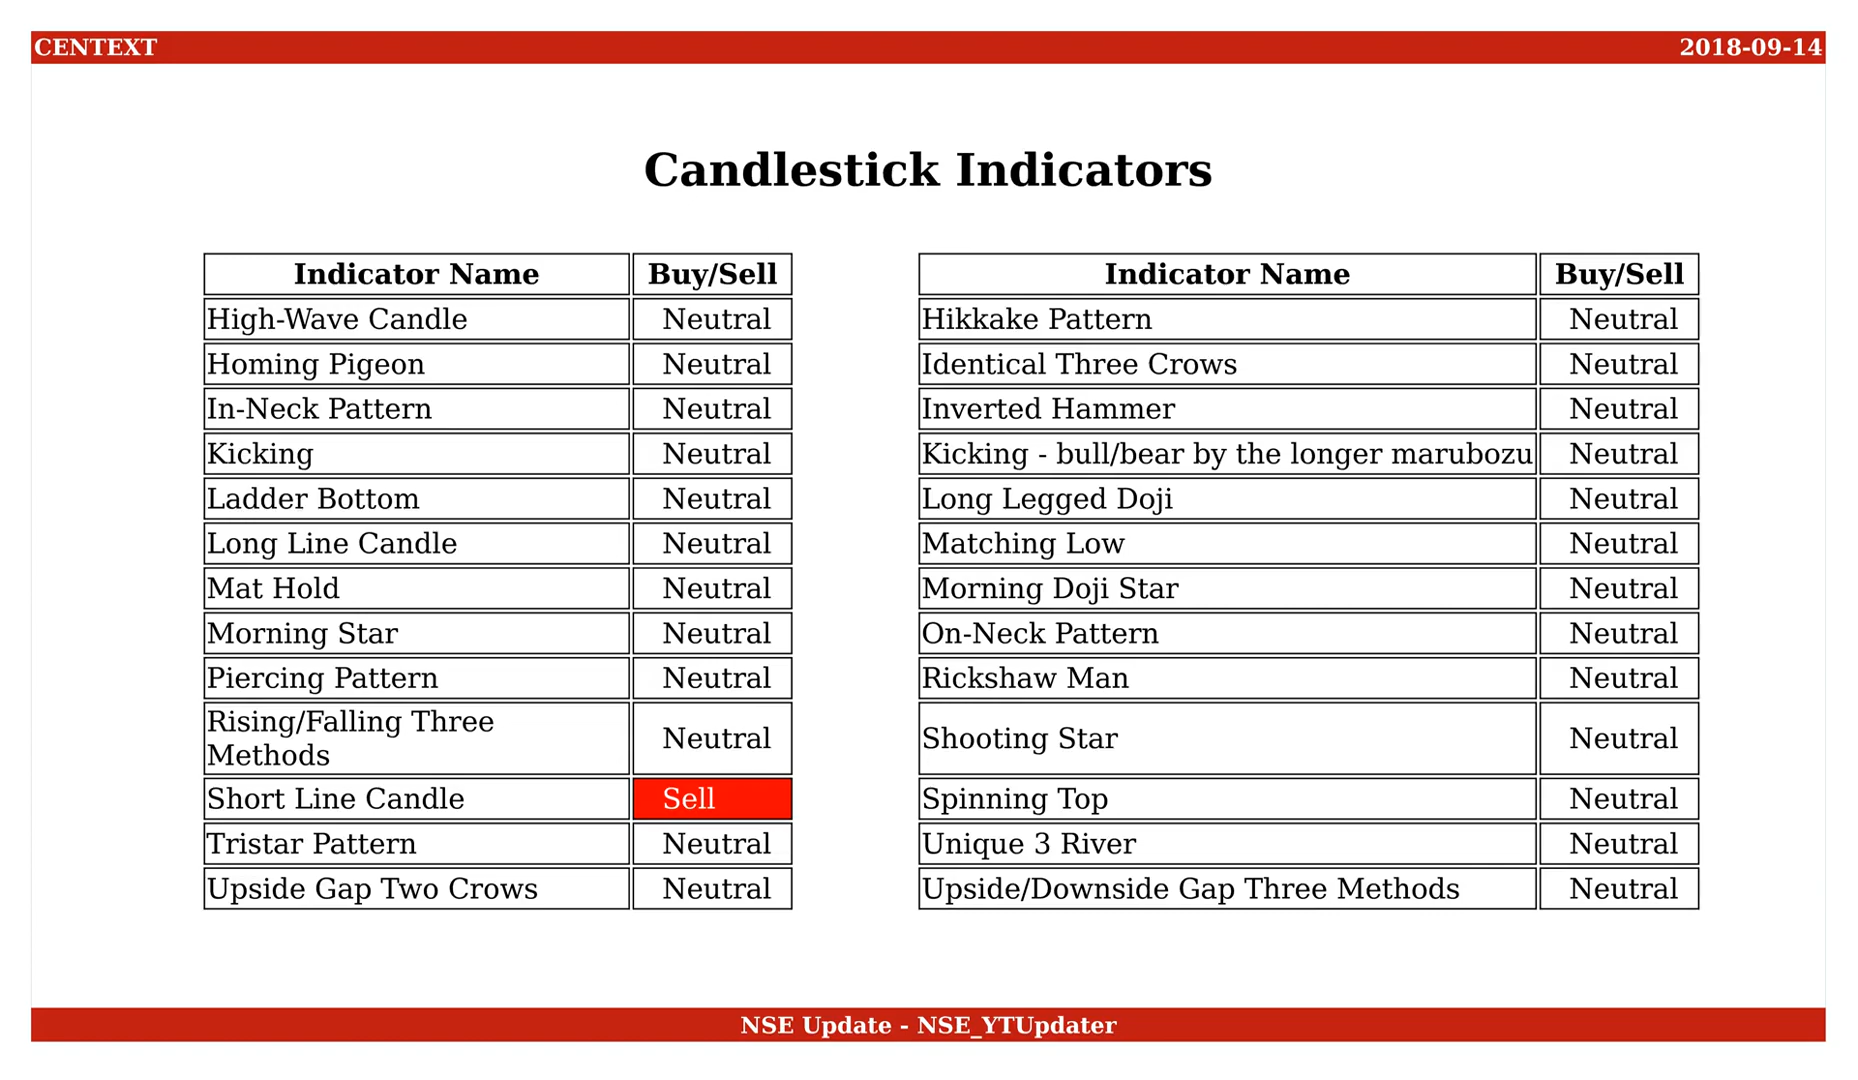 CENTEXT 2018-09-14
Candlestick Indicators
Indicator Name Buy/Sell
High-Wave Candle Neutral
Homing Pigeon Neutral
In-Neck Pattern Neutral
Kicking Neutral
Ladder Bottom Neutral
Long Line Candle Neutral
Mat Hold Neutral
Morning Star Neutral
Piercing Pattern Neutral
Rising/Falling Three
Methods Neutral
Short Line Candle Sell
Tristar Pattern Neutral
Upside Gap Two Crows Neutral
Indicator Name Buy/Sell
Hikkake Pattern Neutral
Identical Three Crows Neutral
Inverted Hammer Neutral
Kicking - bull/bear by the longer marubozu Neutral
Long Legged Doji Neutral
Matching Low Neutral
Morning Doji Star Neutral
On-Neck Pattern Neutral
Rickshaw Man Neutral
Shooting Star Neutral
Spinning Top Neutral
Unique 3 River Neutral
Upside/Downside Gap Three Methods Neutral
NSE Update - NSE_YTUpdater